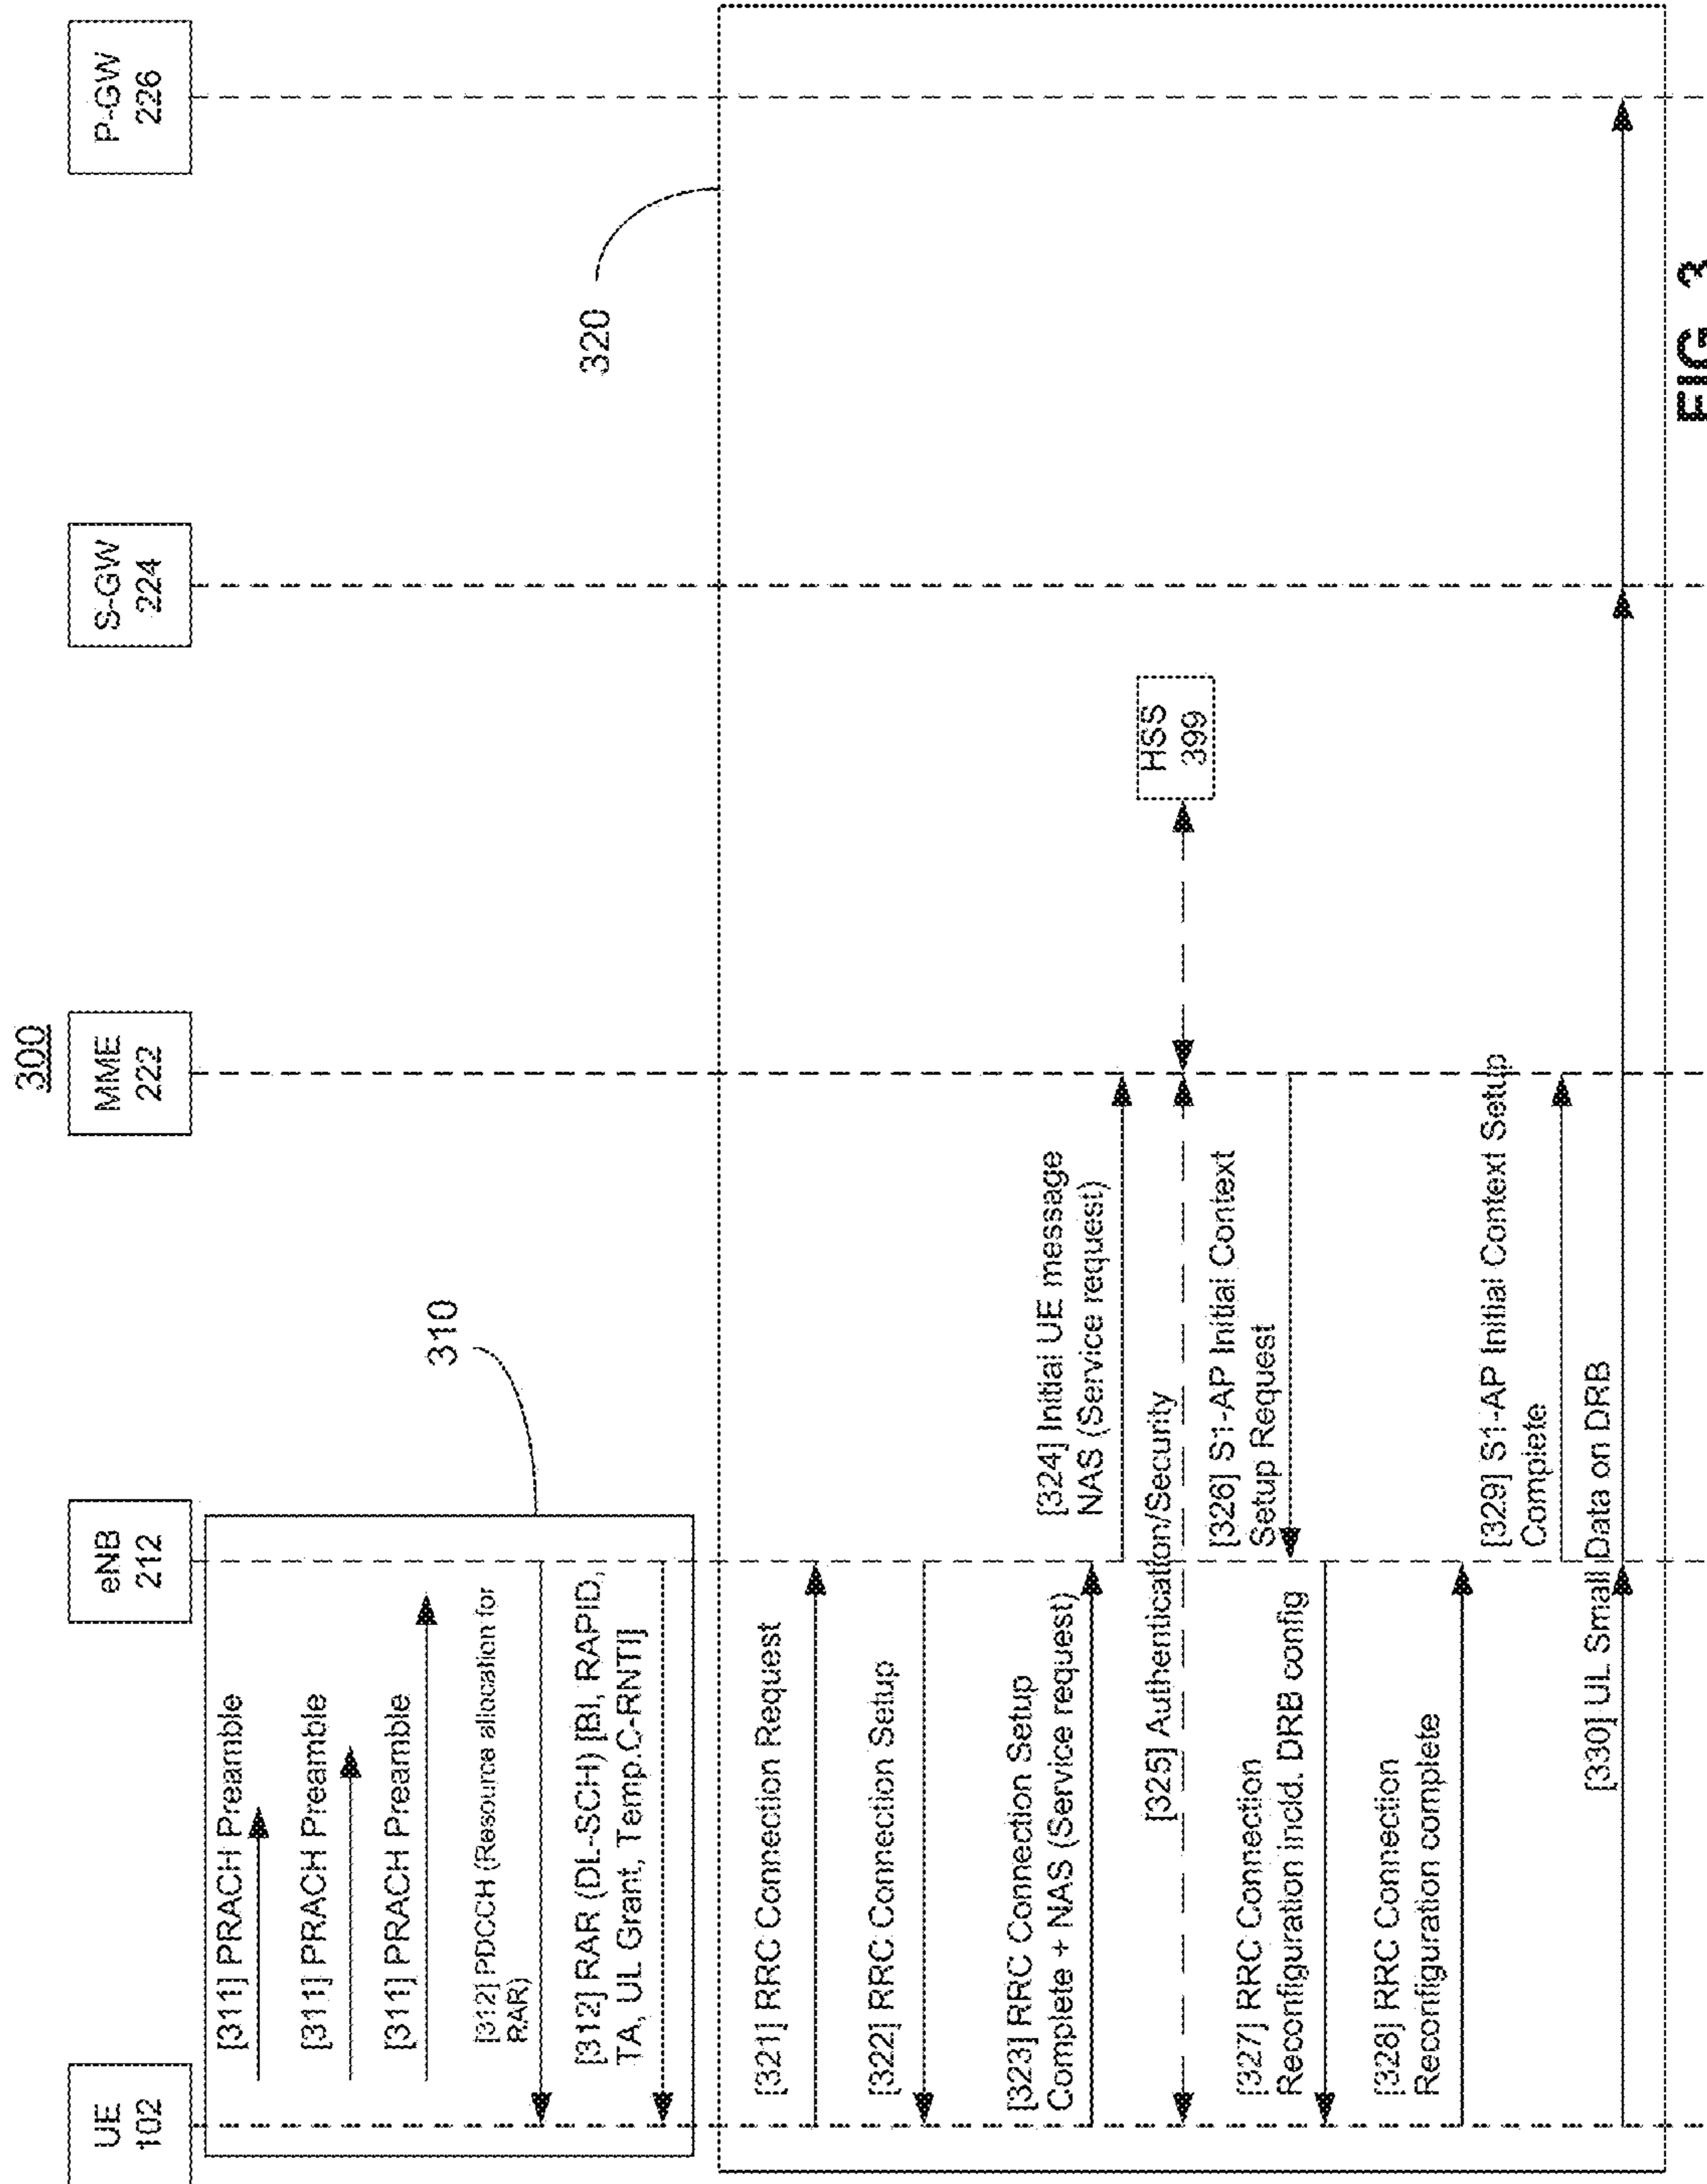 300
UE
102
eNB
212
MME
222
S-GW
224
P-GW
226
[311] PRACH Preamble
[311] PRACH Preamble
[311] PRACH Preamble
310
[312] PDCCH (Resource allocation for
RAR)
[312] RAR (DL-SCH) [BI, RAPID,
TA, UL Grant, Temp.C-RNTI]
320
[321] RRC Connection Request
[322] RRC Connection Setup
[323] RRC Connection Setup
Complete + NAS (Service request)
[324] Initial UE message
NAS (Service request)
[325] Authentication/Security
HSS
399
[326] S1-AP Initial Context
Setup Request
[327] RRC Connection
Reconfiguration incld. DRB config
[328] RRC Connection
Reconfiguration complete
[329] S1-AP Initial Context Setup
Complete
[330] UL Small Data on DRB
FIG. 3